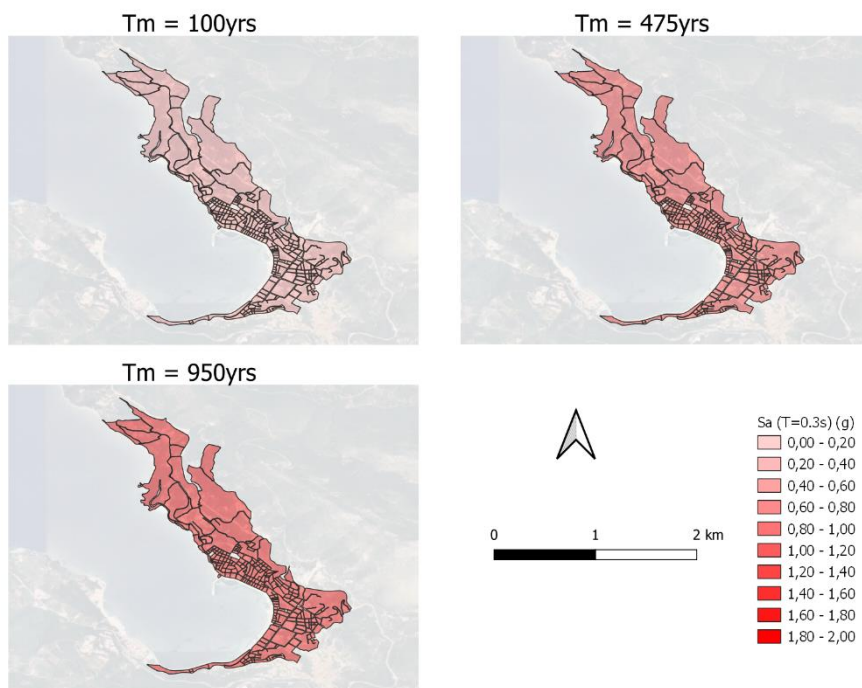 Tm = 100yrs
Tm = 475yrs
Tm = 950yrs
0 1 2 km
Sa (T=0.3s) (g)
0,00 - 0,20
0,20 - 0,40
0,40 - 0,60
0,60 - 0,80
0,80 - 1,00
1,00 - 1,20
1,20 - 1,40
1,40 - 1,60
1,60 - 1,80
1,80 - 2,00